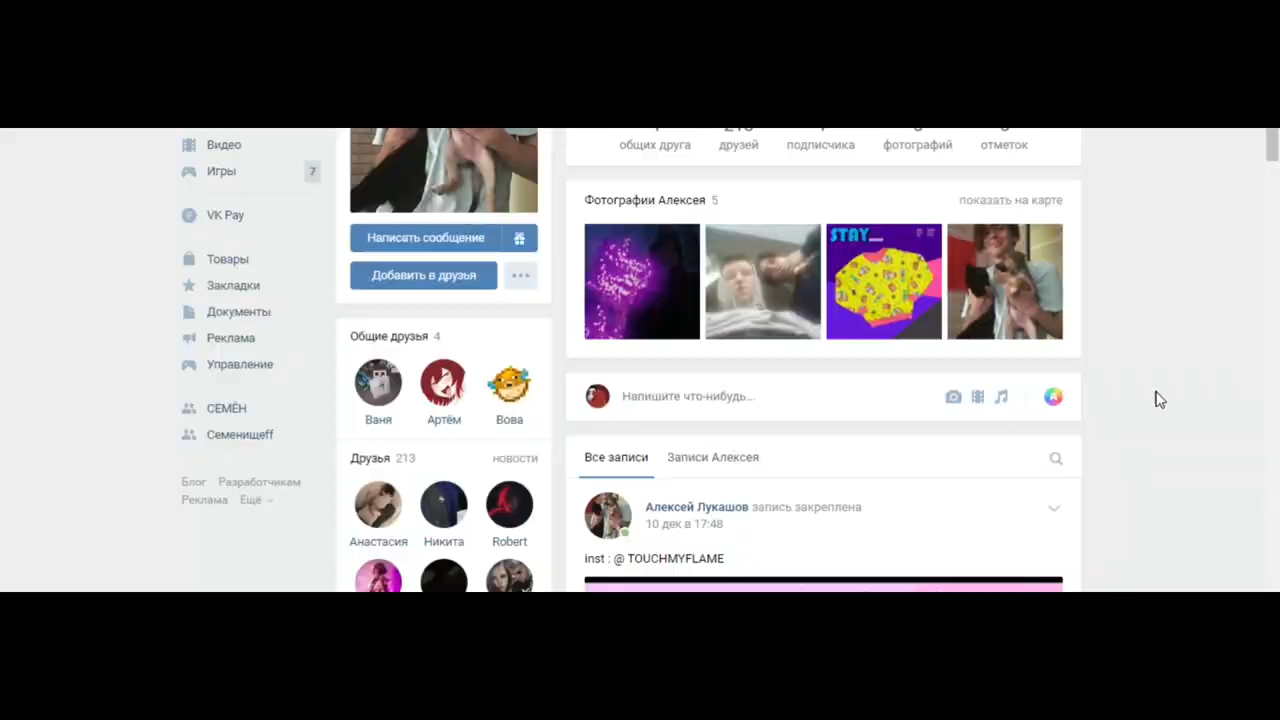 Видео
Игры 7
VK Pay
Товары
Закладки
Документы
Реклама
Управление
СЕМЁН
Семенищеff
Блог Разработчикам
Реклама Ещё
Написать сообщение
Добавить в друзья
Общие друзья 4
Ваня Артём Вова
Друзья 213 новости
Анастасия Никита Robert
общих друга друзей подписчика фотографий отметок
Фотографии Алексея 5 показать на карте
STAY_
Напишите что-нибудь...
Все записи Записи Алексея
Алексей Лукашов запись закреплена
10 дек в 17:48
inst : @ TOUCHMYFLAME